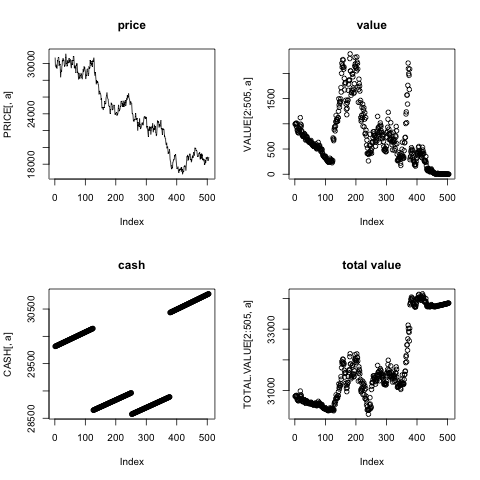 price
PRICE[, a]
18000 24000 30000
0 100 200 300 400 500
Index
value
VALUE[2:505, a]
0 500 1500
0 100 200 300 400 500
Index
cash
CASH[, a]
28500 29500 30500
0 100 200 300 400 500
Index
total value
TOTAL.VALUE[2:505, a]
31000 33000
0 100 200 300 400 500
Index